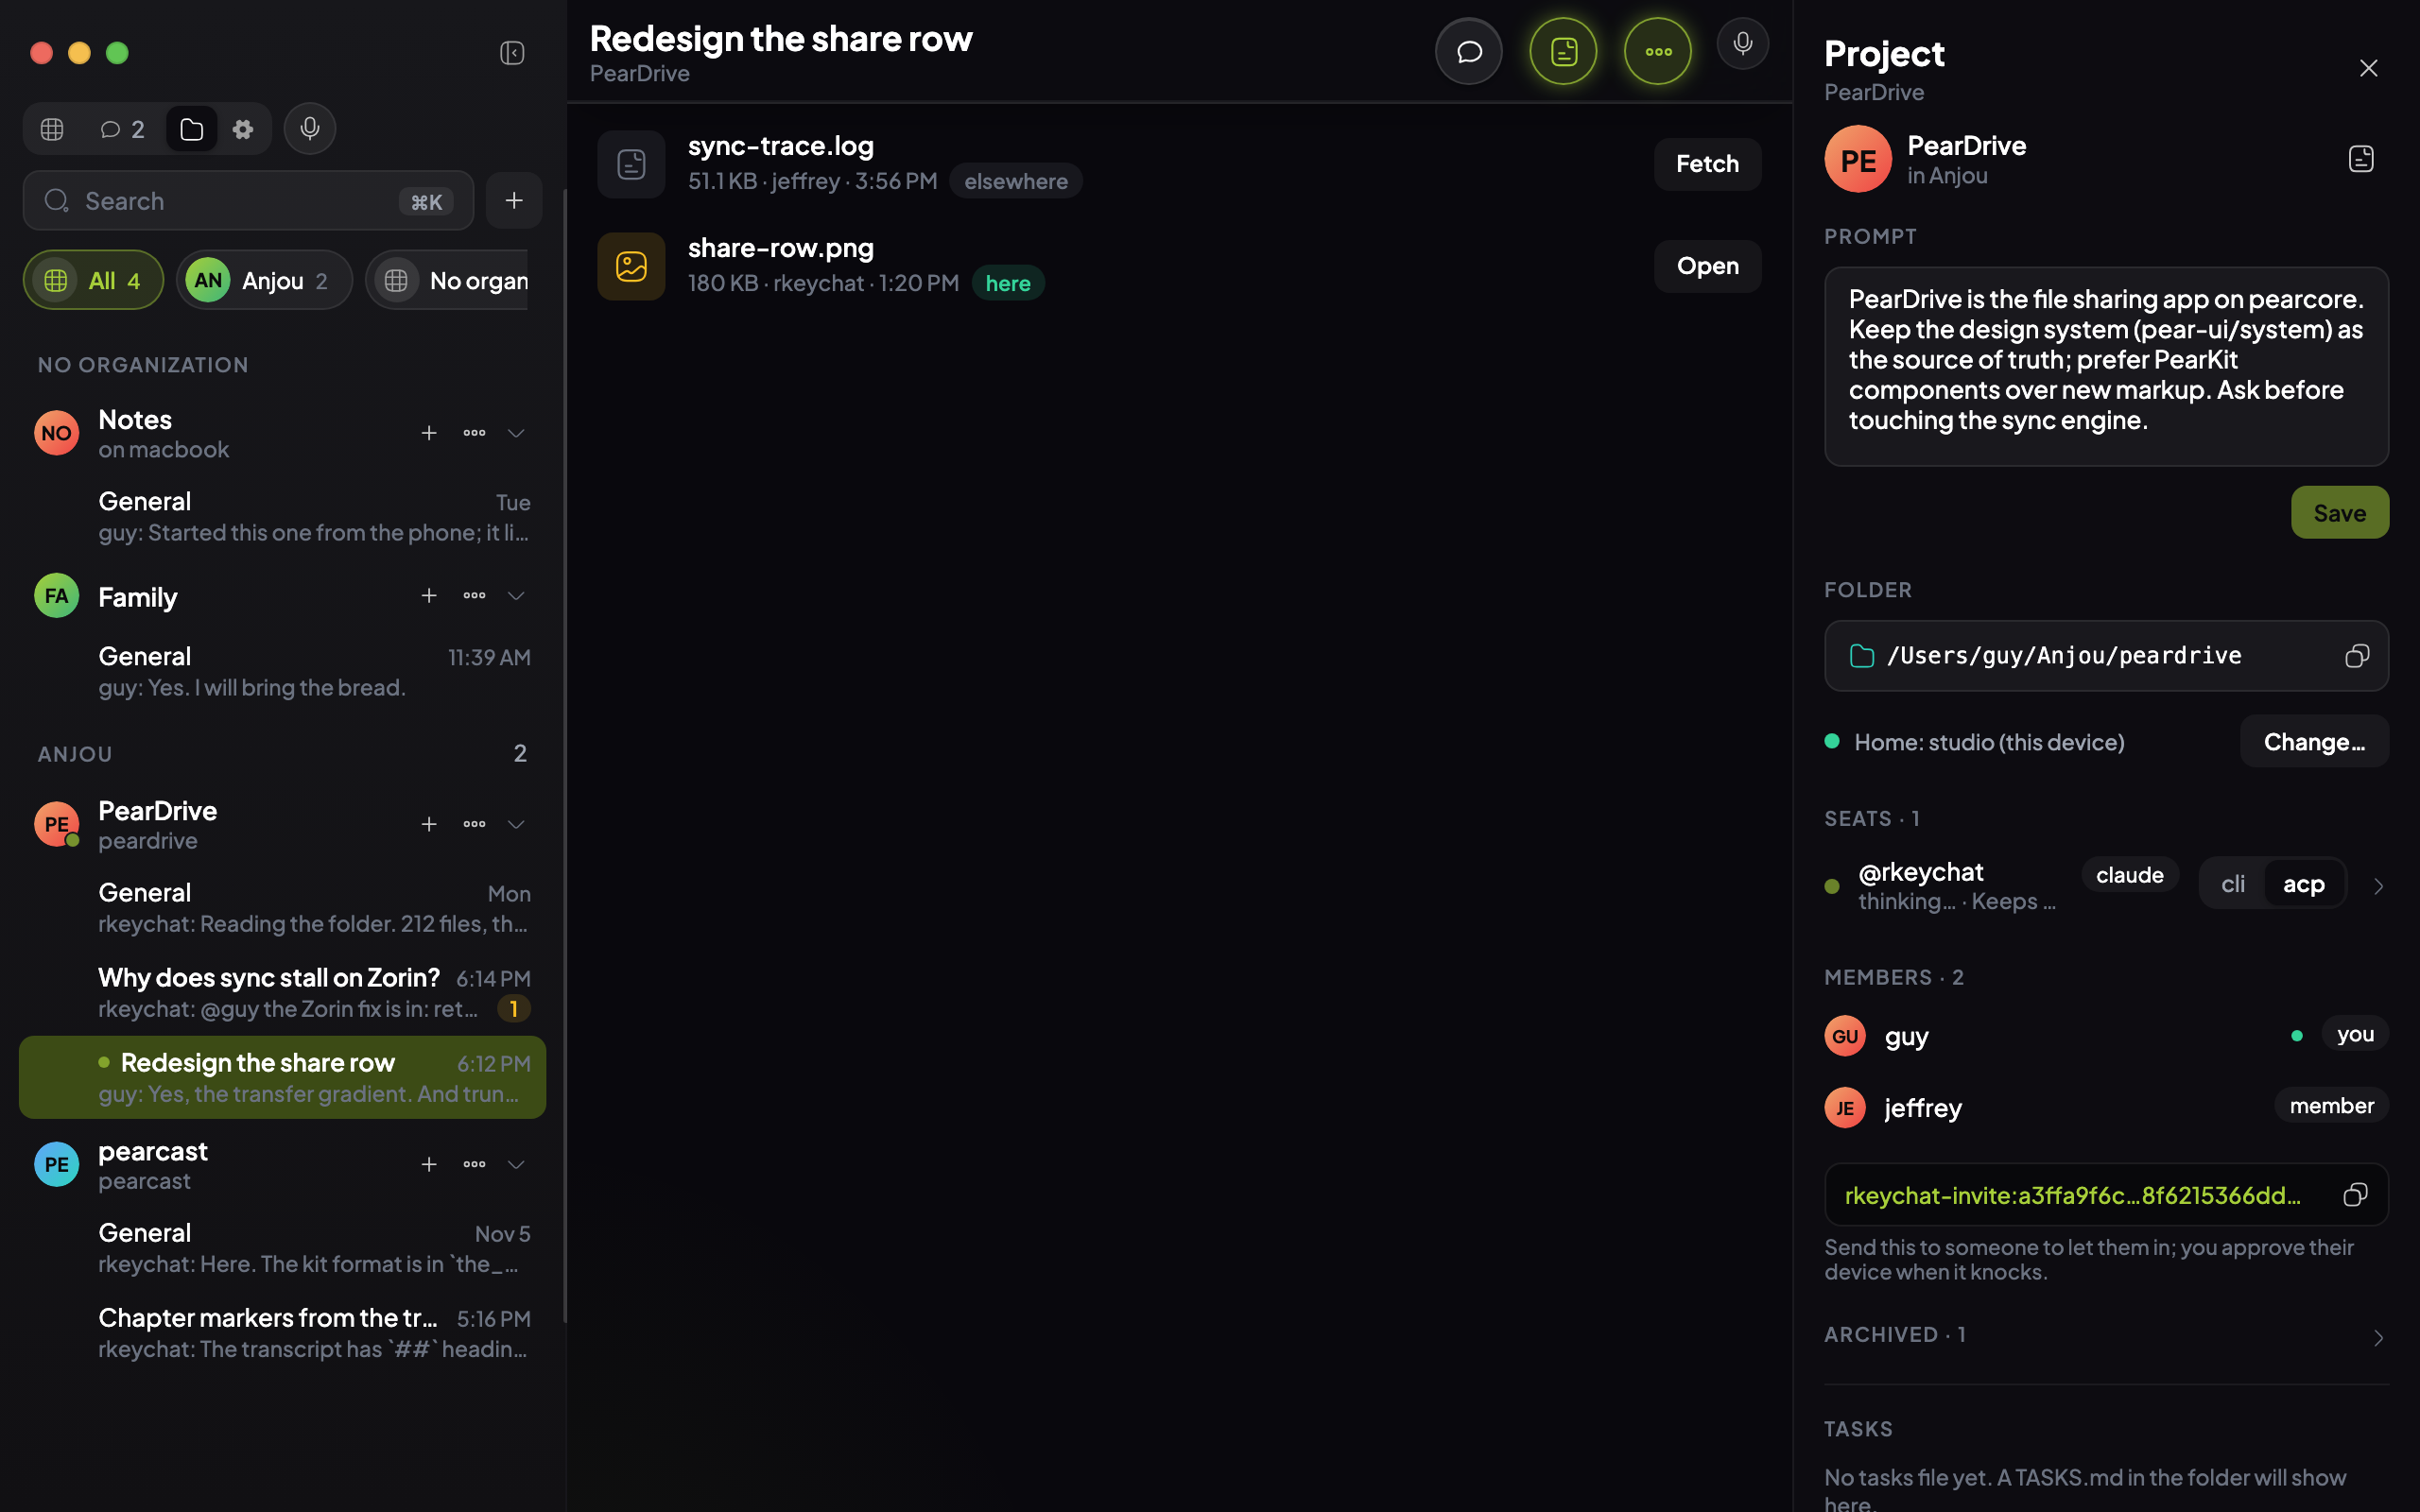 2
Search
⌘K
All 4
AN
Anjou 2
No organ
NO ORGANIZATION
NO
Notes
on macbook
General
Tue
guy: Started this one from the phone; it li...
FA
Family
General
11:39 AM
guy: Yes. I will bring the bread.
ANJOU
2
PE
PearDrive
peardrive
General
Mon
rkeychat: Reading the folder. 212 files, th...
Why does sync stall on Zorin?
6:14 PM
rkeychat: @guy the Zorin fix is in: ret...
1
Redesign the share row
6:12 PM
guy: Yes, the transfer gradient. And trun...
PE
pearcast
pearcast
General
Nov 5
rkeychat: Here. The kit format is in `the_...
Chapter markers from the tr...
5:16 PM
rkeychat: The transcript has `##` headin...
Redesign the share row
PearDrive
sync-trace.log
51.1 KB · jeffrey · 3:56 PM
elsewhere
Fetch
share-row.png
180 KB · rkeychat · 1:20 PM
here
Open
Project
PearDrive
PE
PearDrive
in Anjou
PROMPT
PearDrive is the file sharing app on pearcore.
Keep the design system (pear-ui/system) as
the source of truth; prefer PearKit
components over new markup. Ask before
touching the sync engine.
Save
FOLDER
/Users/guy/Anjou/peardrive
Home: studio (this device)
Change...
SEATS · 1
@rkeychat
thinking... · Keeps ...
claude
cli
acp
MEMBERS · 2
GU
guy
you
JE
jeffrey
member
rkeychat-invite:a3ffa9f6c...8f6215366dd...
Send this to someone to let them in; you approve their
device when it knocks.
ARCHIVED · 1
TASKS
No tasks file yet. A TASKS.md in the folder will show
here.